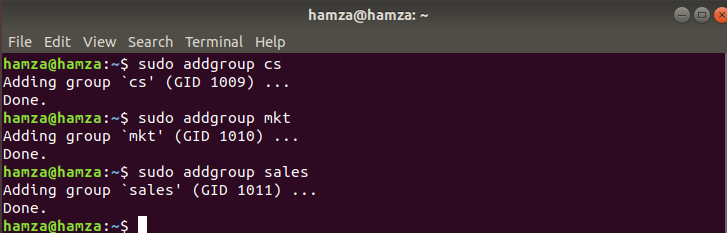 hamza@hamza: ~
File Edit View Search Terminal Help
hamza@hamza:~$ sudo addgroup cs
Adding group `cs' (GID 1009) ...
Done.
hamza@hamza:~$ sudo addgroup mkt
Adding group `mkt' (GID 1010) ...
Done.
hamza@hamza:~$ sudo addgroup sales
Adding group `sales' (GID 1011) ...
Done.
hamza@hamza:~$